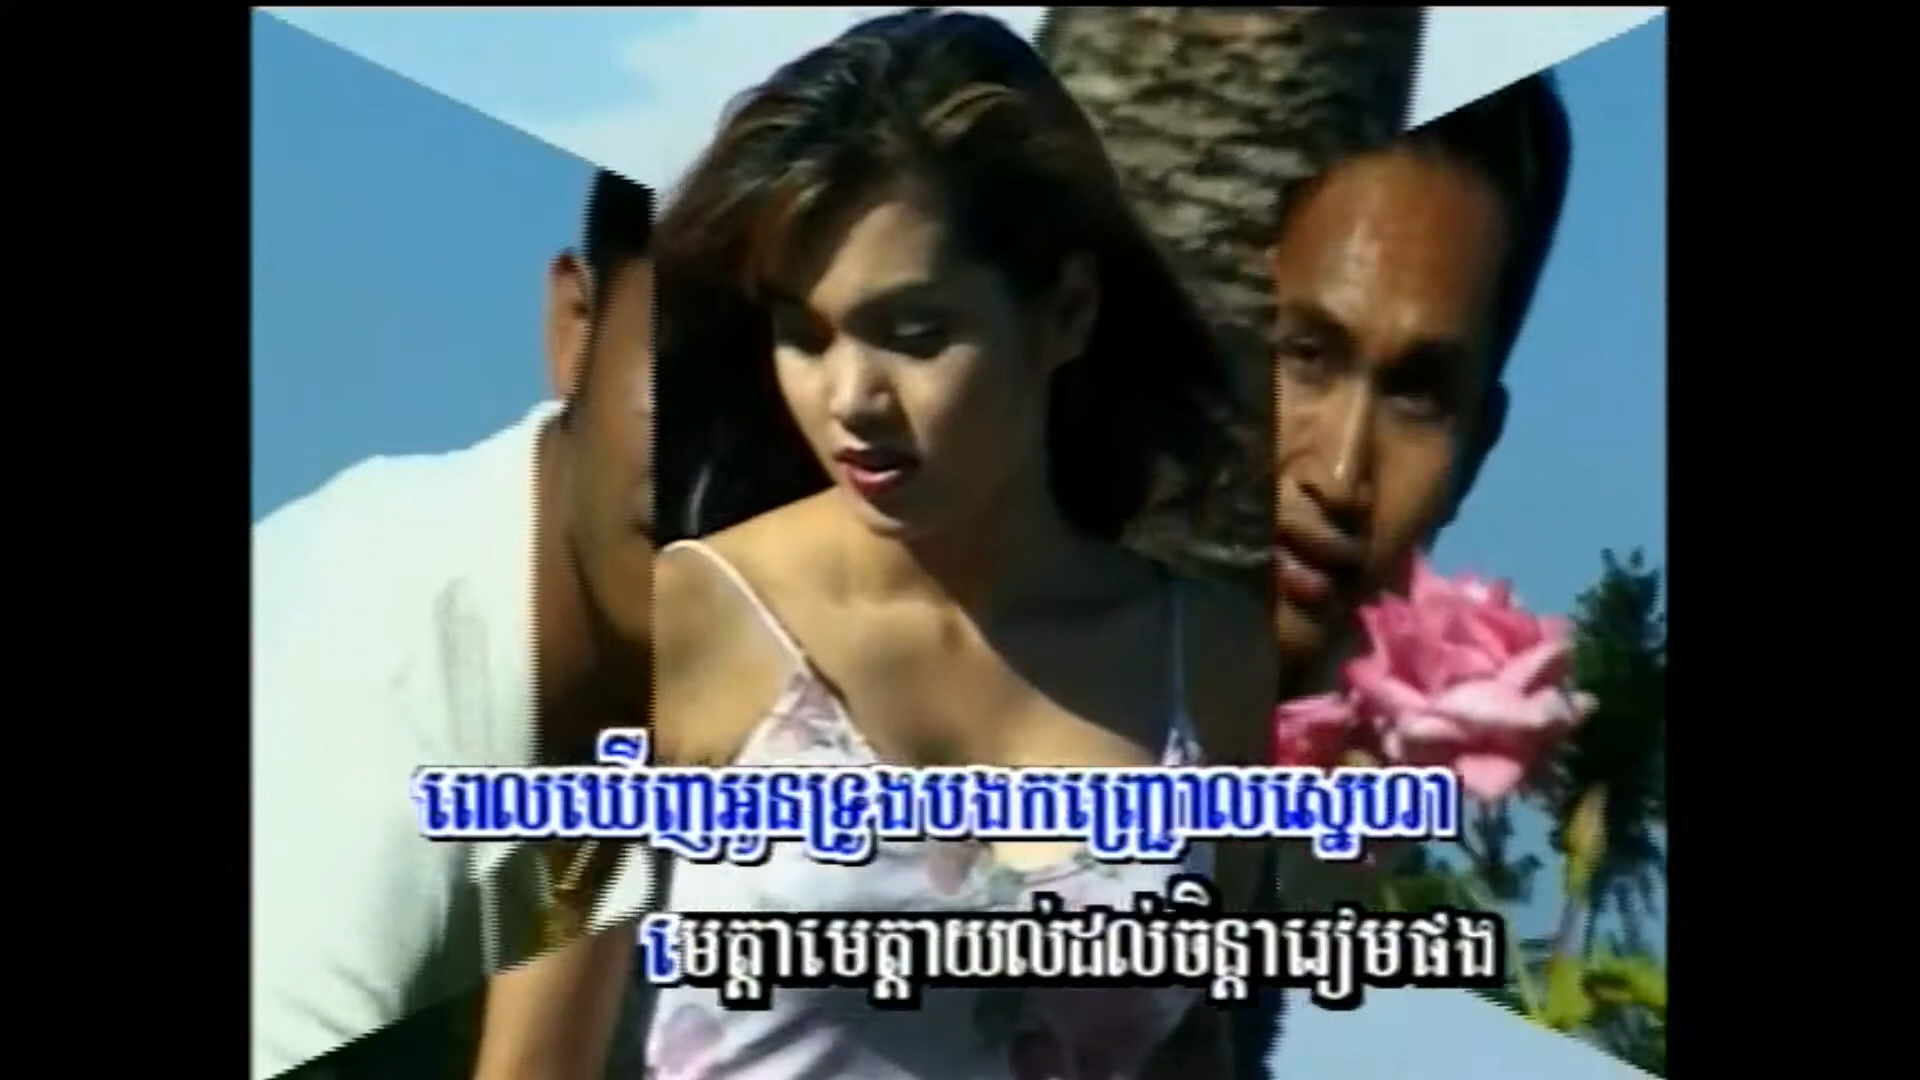 ពេលឃើញអូនទ្រូងបងកញ្ជ្រោលស្នេហា
មេត្តាមេត្តាយល់ដល់ចិន្តារៀមផង